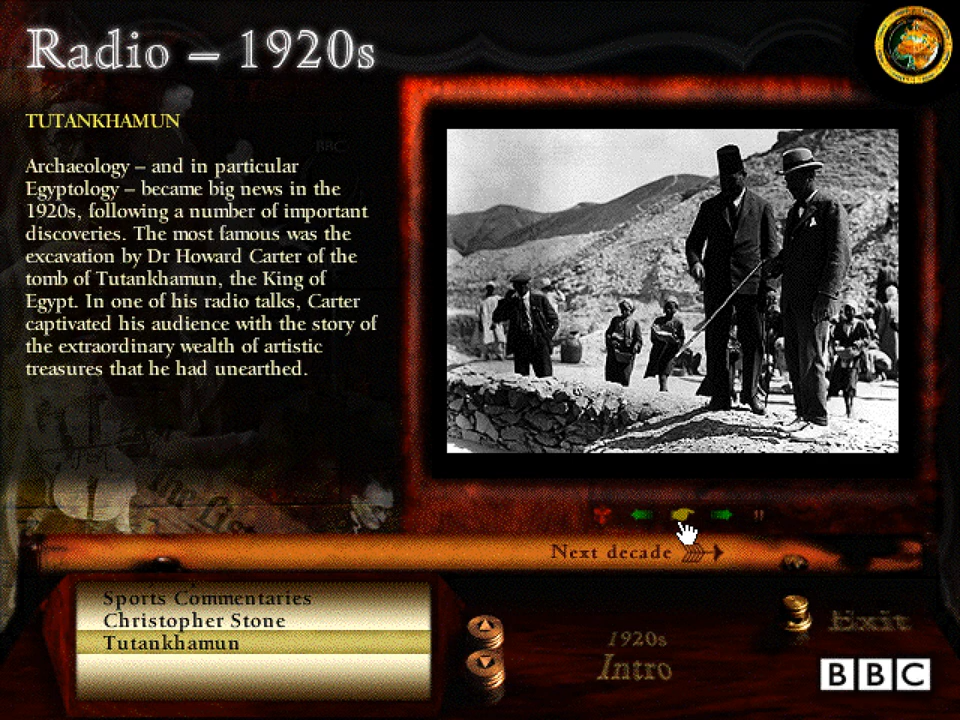 Radio – 1920s
TUTANKHAMUN
Archaeology – and in particular
Egyptology – became big news in the
1920s, following a number of important
discoveries. The most famous was the
excavation by Dr Howard Carter of the
tomb of Tutankhamun, the King of
Egypt. In one of his radio talks, Carter
captivated his audience with the story of
the extraordinary wealth of artistic
treasures that he had unearthed.
BBC
The Li
Next decade
Sports Commentaries
Christopher Stone
Tutankhamun
1920s
Intro
Exit
BBC